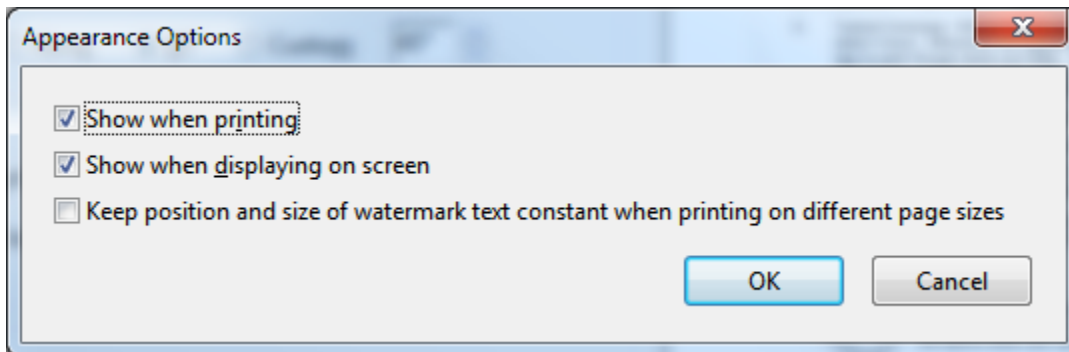 Appearance Options
Show when printing
Show when displaying on screen
Keep position and size of watermark text constant when printing on different page sizes
OK
Cancel